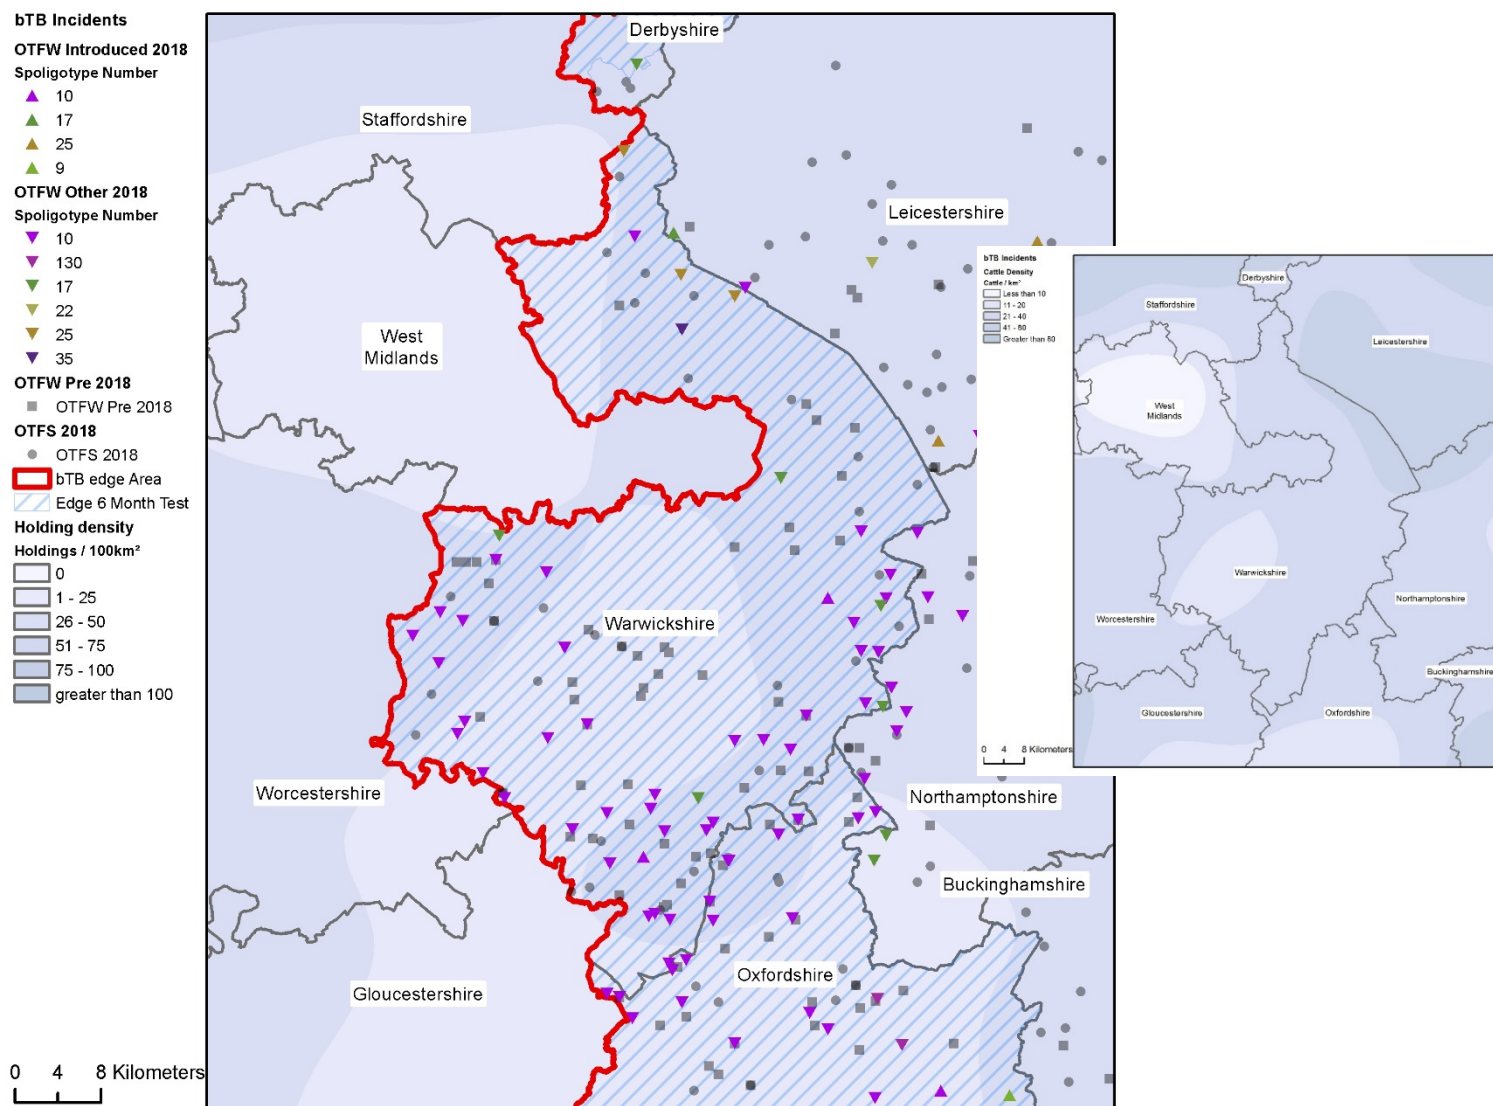 bTB Incidents
OTFW Introduced 2018
Spoligotype Number
10
17
25
9
OTFW Other 2018
Spoligotype Number
10
130
17
22
25
35
OTFW Pre 2018
OTFW Pre 2018
OTFS 2018
OTFS 2018
bTB edge Area
Edge 6 Month Test
Holding density
Holdings / 100km²
0
1 - 25
26 - 50
51 - 75
75 - 100
greater than 100
0 4 8 Kilometers
Derbyshire
Staffordshire
Leicestershire
West
Midlands
Warwickshire
Worcestershire
Northamptonshire
Buckinghamshire
Oxfordshire
Gloucestershire
bTB Incidents
Cattle Density
Cattle / km²
Less than 10
11 - 20
21 - 40
41 - 80
Greater than 80
0 4 8 Kilometers
Derbyshire
Staffordshire
Leicestershire
West
Midlands
Warwickshire
Northamptonshire
Worcestershire
Buckinghamshire
Gloucestershire
Oxfordshire